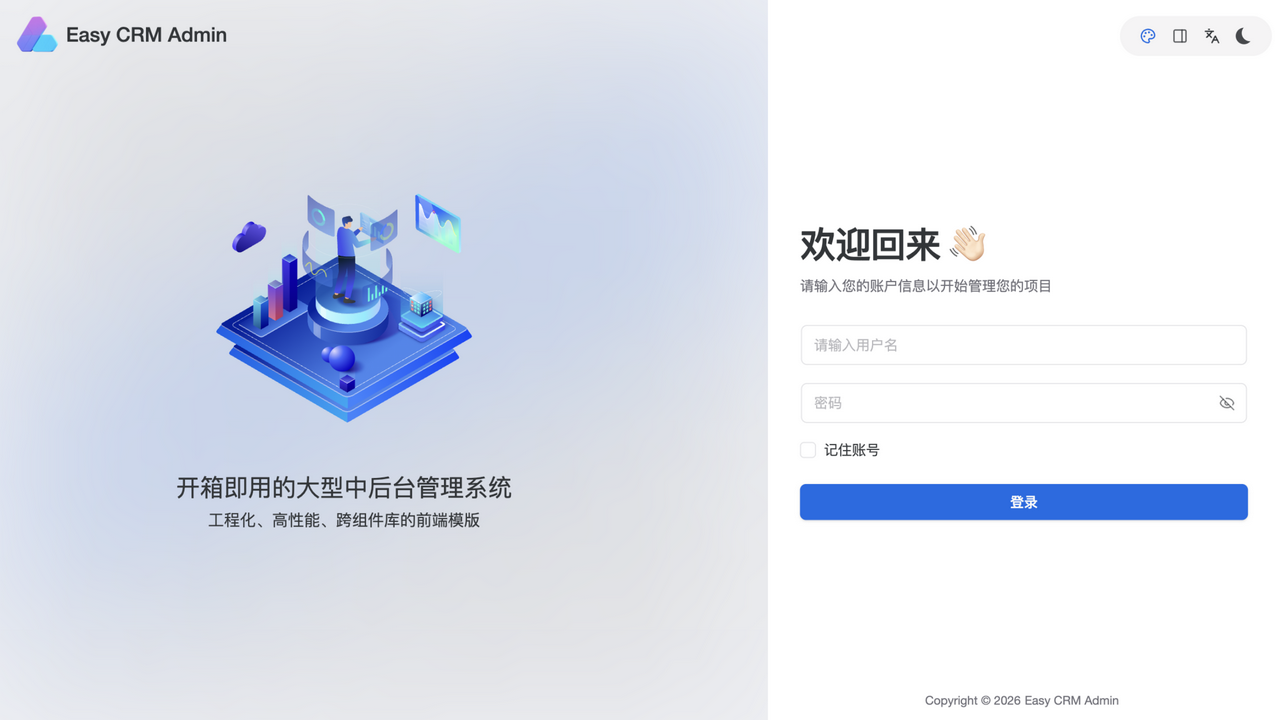 Easy CRM Admin
开箱即用的大型中后台管理系统
工程化、高性能、跨组件库的前端模版
欢迎回来 👋🏻
请输入您的账户信息以开始管理您的项目
请输入用户名
密码
记住账号
登录
Copyright © 2026 Easy CRM Admin